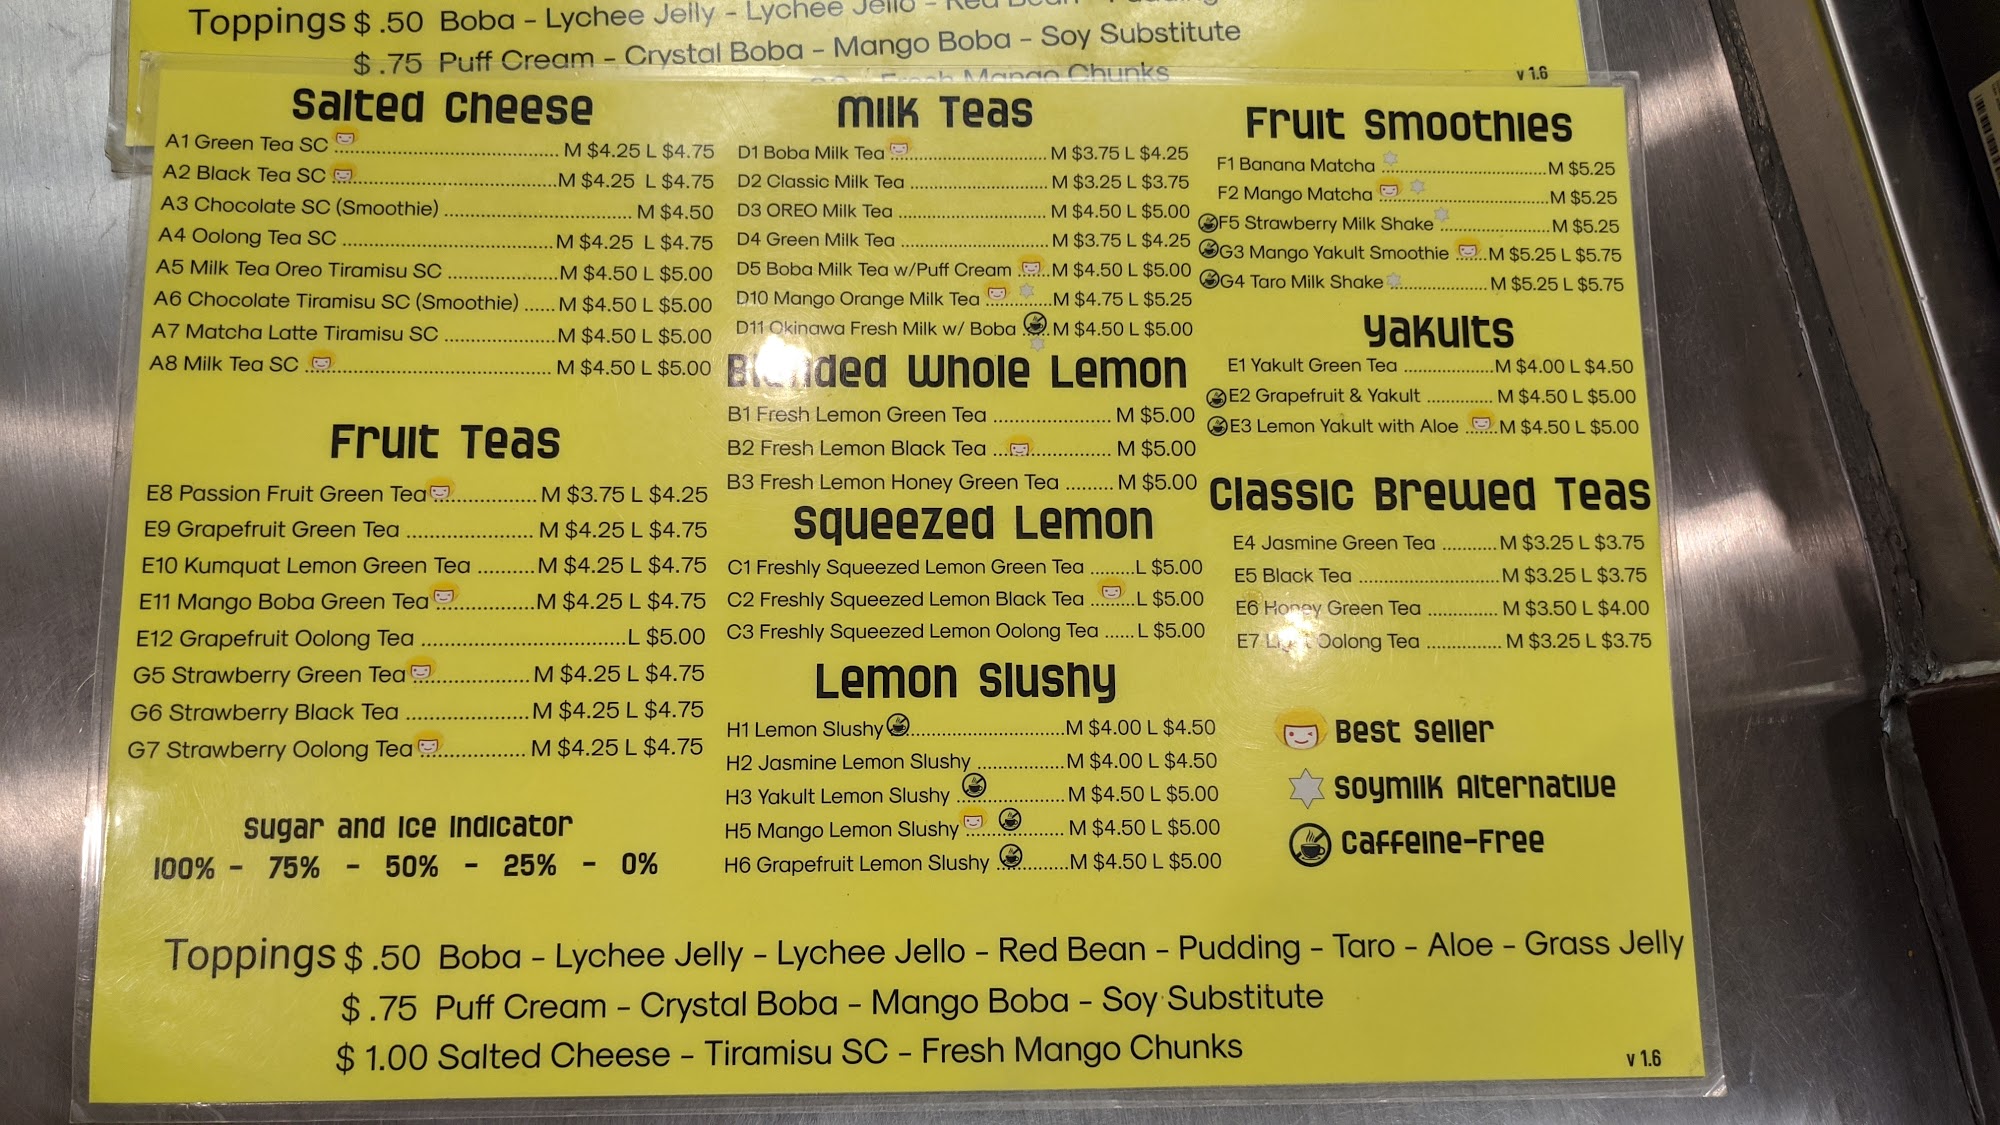 Toppings $ .50 Boba - Lychee Jelly - Lychee Jello - Red Bean - Pudding
$ .75 Puff Cream - Crystal Boba - Mango Boba - Soy Substitute
Fresh Mango Chunks
v 1.6
Salted Cheese
A1 Green Tea SC .......... M $4.25 L $4.75
A2 Black Tea SC .......... M $4.25 L $4.75
A3 Chocolate SC (Smoothie) .......... M $4.50
A4 Oolong Tea SC .......... M $4.25 L $4.75
A5 Milk Tea Oreo Tiramisu SC .......... M $4.50 L $5.00
A6 Chocolate Tiramisu SC (Smoothie) ...... M $4.50 L $5.00
A7 Matcha Latte Tiramisu SC .......... M $4.50 L $5.00
A8 Milk Tea SC .......... M $4.50 L $5.00
Fruit Teas
E8 Passion Fruit Green Tea .......... M $3.75 L $4.25
E9 Grapefruit Green Tea .......... M $4.25 L $4.75
E10 Kumquat Lemon Green Tea .......... M $4.25 L $4.75
E11 Mango Boba Green Tea .......... M $4.25 L $4.75
E12 Grapefruit Oolong Tea .......... L $5.00
G5 Strawberry Green Tea .......... M $4.25 L $4.75
G6 Strawberry Black Tea .......... M $4.25 L $4.75
G7 Strawberry Oolong Tea .......... M $4.25 L $4.75
Sugar and Ice Indicator
100% - 75% - 50% - 25% - 0%
Milk Teas
D1 Boba Milk Tea .......... M $3.75 L $4.25
D2 Classic Milk Tea .......... M $3.25 L $3.75
D3 OREO Milk Tea .......... M $4.50 L $5.00
D4 Green Milk Tea .......... M $3.75 L $4.25
D5 Boba Milk Tea w/Puff Cream ...... M $4.50 L $5.00
D10 Mango Orange Milk Tea .......... M $4.75 L $5.25
D11 Okinawa Fresh Milk w/ Boba ..... M $4.50 L $5.00
Blended Whole Lemon
B1 Fresh Lemon Green Tea .......... M $5.00
B2 Fresh Lemon Black Tea .......... M $5.00
B3 Fresh Lemon Honey Green Tea ......... M $5.00
Squeezed Lemon
C1 Freshly Squeezed Lemon Green Tea ......... L $5.00
C2 Freshly Squeezed Lemon Black Tea ......... L $5.00
C3 Freshly Squeezed Lemon Oolong Tea ...... L $5.00
Lemon Slushy
H1 Lemon Slushy .......... M $4.00 L $4.50
H2 Jasmine Lemon Slushy .......... M $4.00 L $4.50
H3 Yakult Lemon Slushy .......... M $4.50 L $5.00
H5 Mango Lemon Slushy .......... M $4.50 L $5.00
H6 Grapefruit Lemon Slushy .......... M $4.50 L $5.00
Fruit Smoothies
F1 Banana Matcha .......... M $5.25
F2 Mango Matcha .......... M $5.25
F5 Strawberry Milk Shake .......... M $5.25
G3 Mango Yakult Smoothie ...... M $5.25 L $5.75
G4 Taro Milk Shake .......... M $5.25 L $5.75
Yakults
E1 Yakult Green Tea .......... M $4.00 L $4.50
E2 Grapefruit & Yakult .......... M $4.50 L $5.00
E3 Lemon Yakult with Aloe ...... M $4.50 L $5.00
Classic Brewed Teas
E4 Jasmine Green Tea .......... M $3.25 L $3.75
E5 Black Tea .......... M $3.25 L $3.75
E6 Honey Green Tea .......... M $3.50 L $4.00
E7 Light Oolong Tea .......... M $3.25 L $3.75
Best Seller
Soymilk Alternative
Caffeine-Free
Toppings $ .50 Boba - Lychee Jelly - Lychee Jello - Red Bean - Pudding - Taro - Aloe - Grass Jelly
$ .75 Puff Cream - Crystal Boba - Mango Boba - Soy Substitute
$ 1.00 Salted Cheese - Tiramisu SC - Fresh Mango Chunks
v 1.6